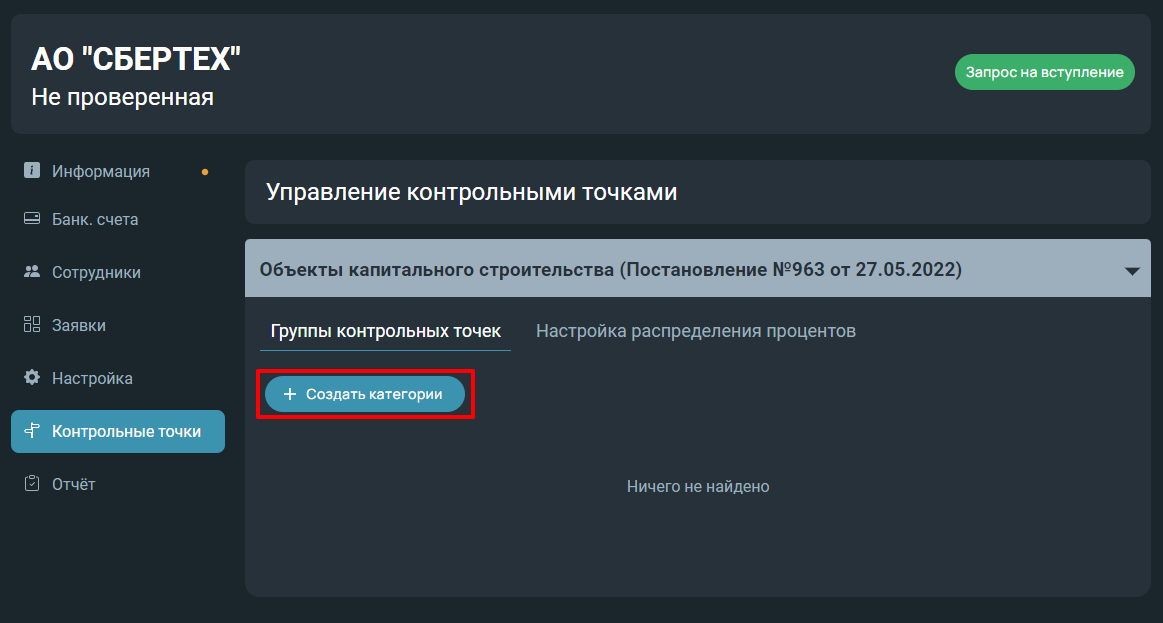 АО "СБЕРТЕХ"
Не проверенная
Запрос на вступление
Информация
Банк. счета
Сотрудники
Заявки
Настройка
Контрольные точки
Отчёт
Управление контрольными точками
Объекты капитального строительства (Постановление №963 от 27.05.2022)
Группы контрольных точек
Настройка распределения процентов
+ Создать категории
Ничего не найдено